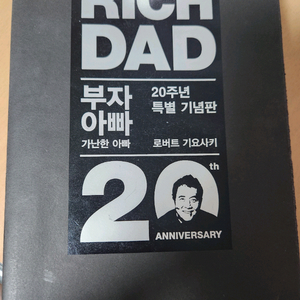 RICH
DAD
부자
아빠
가난한 아빠
20주년
특별 기념판
로버트 기요사키
20th
ANNIVERSARY